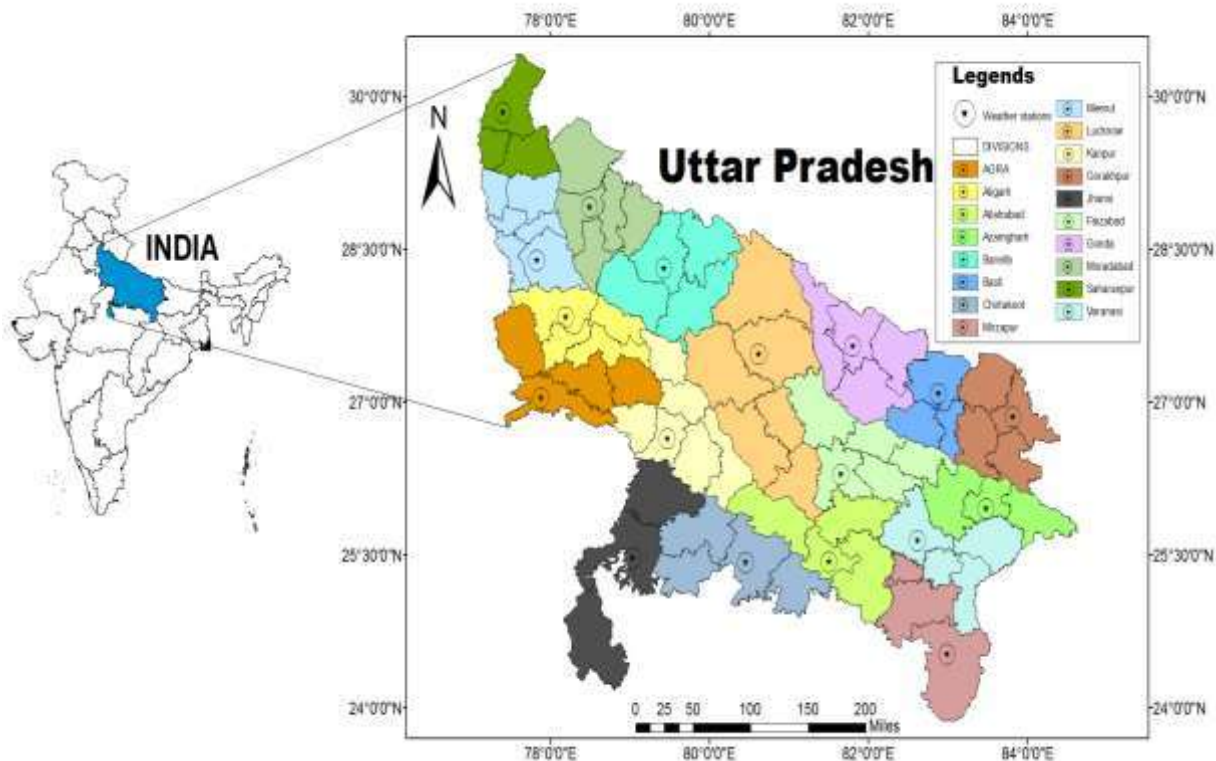 78°0'0"E 80°0'0"E 82°0'0"E 84°0'0"E
30°0'0"N
28°30'0"N
27°0'0"N
25°30'0"N
24°0'0"N
INDIA
N
Uttar Pradesh
Legends
Weather stations
DIVISIONS
AGRA
Aligarh
Allahabad
Azamgharh
Bareilly
Basti
Chitrakoot
Mirzapur
Meerut
Lucknow
Kanpur
Gorakhpur
Jhansi
Faizabad
Gonda
Moradabad
Saharanpur
Varanasi
30°0'0"N
28°30'0"N
27°0'0"N
25°30'0"N
24°0'0"N
0 25 50 100 150 200
Miles
78°0'0"E 80°0'0"E 82°0'0"E 84°0'0"E